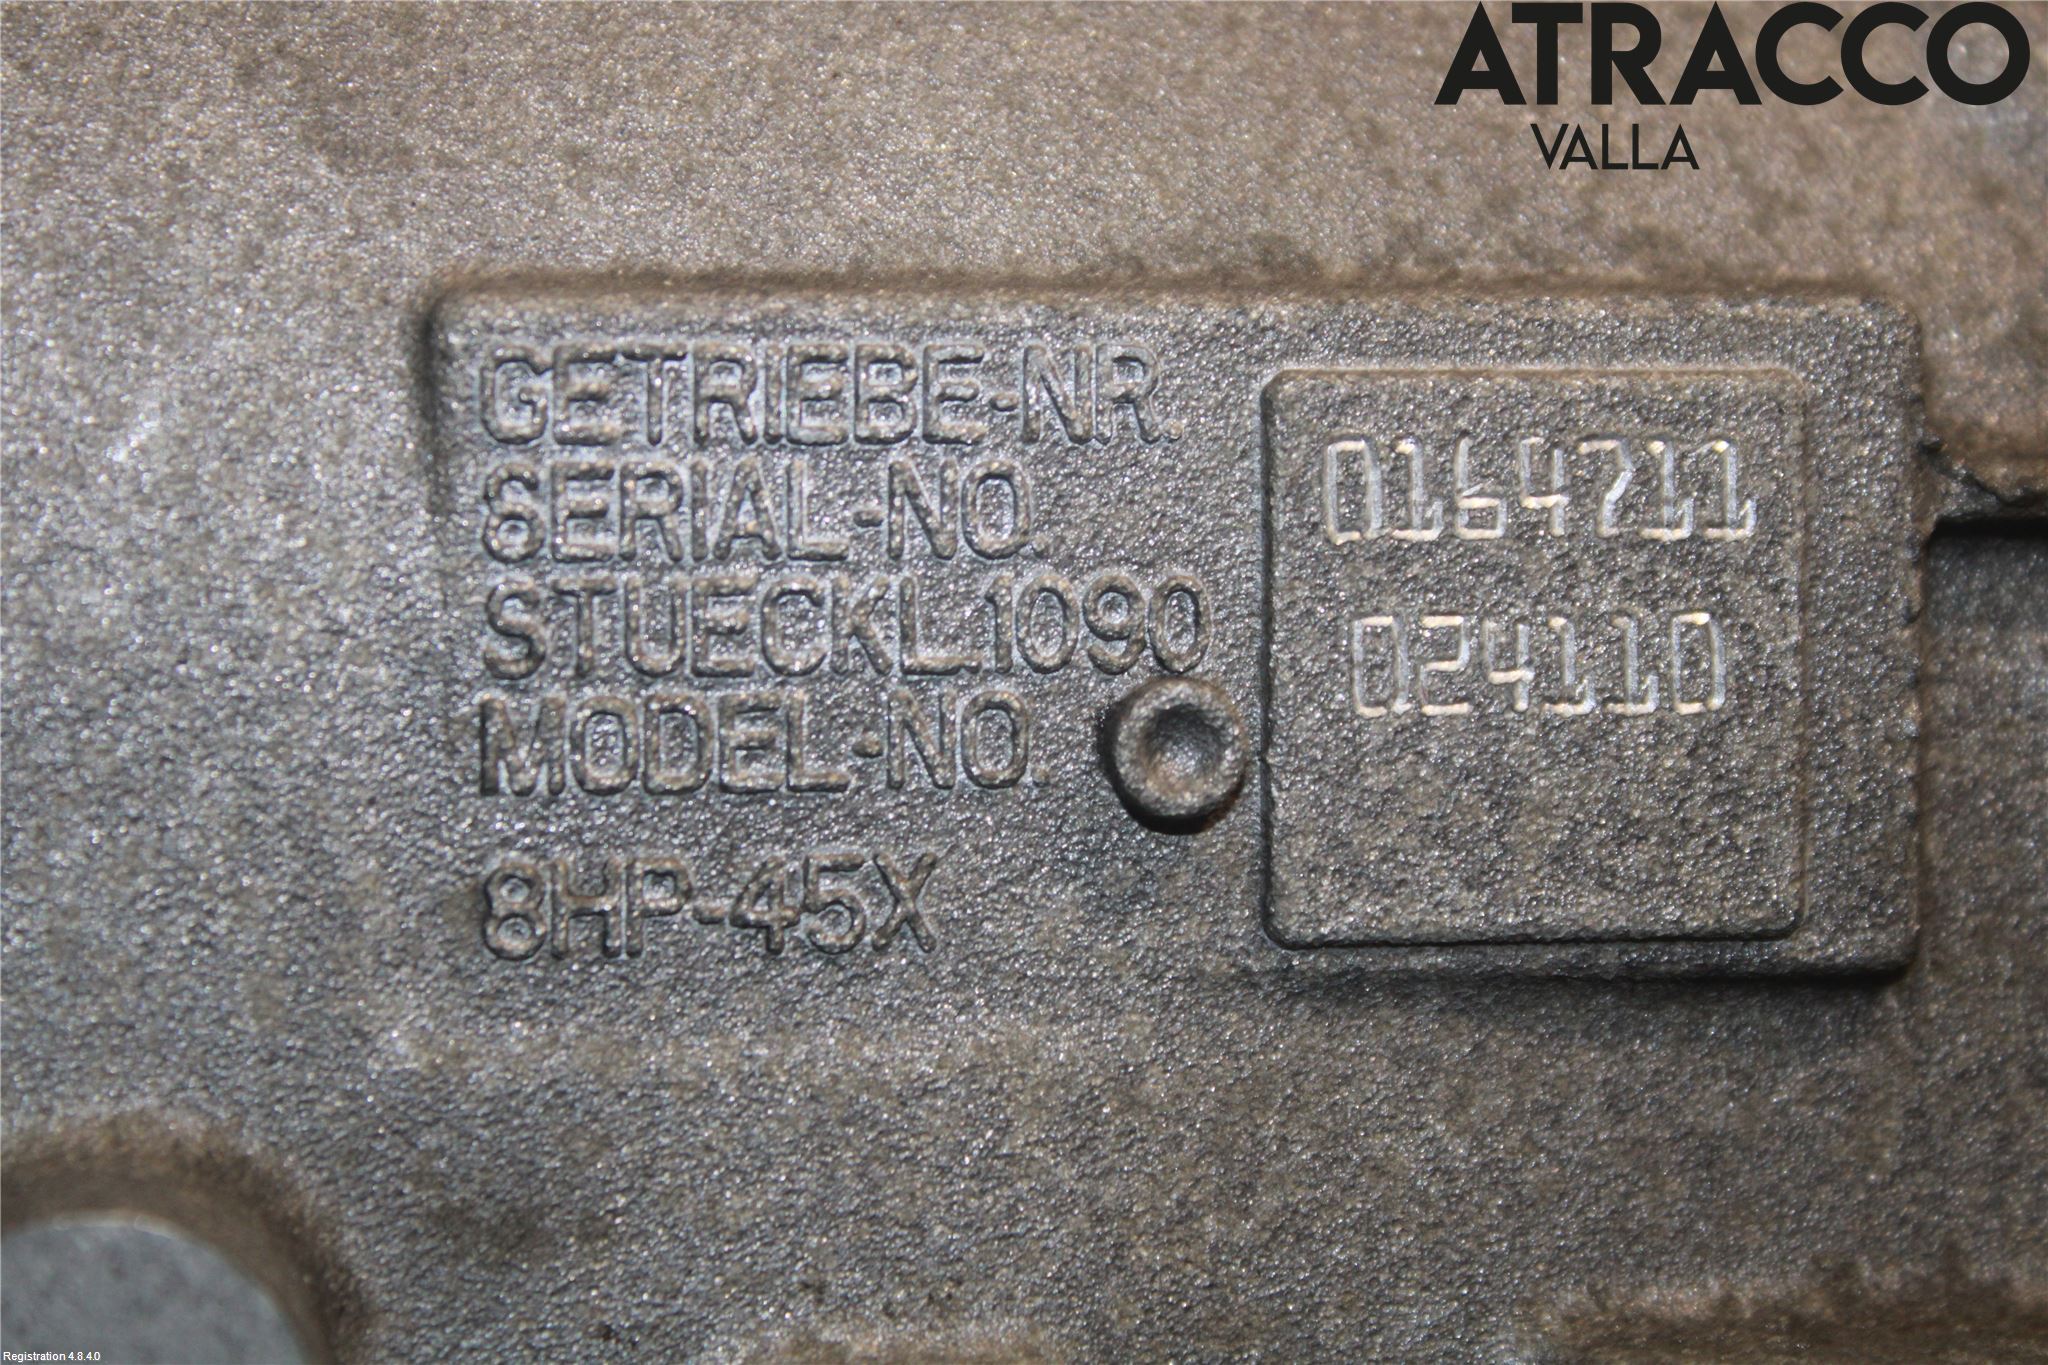 ATRACCO
VALLA
GETRIEBE-NR.
SERIAL-NO.
0164711
STUECKL.1090
024110
MODEL-NO.
8HP-45X
Registration 4.8.4.0